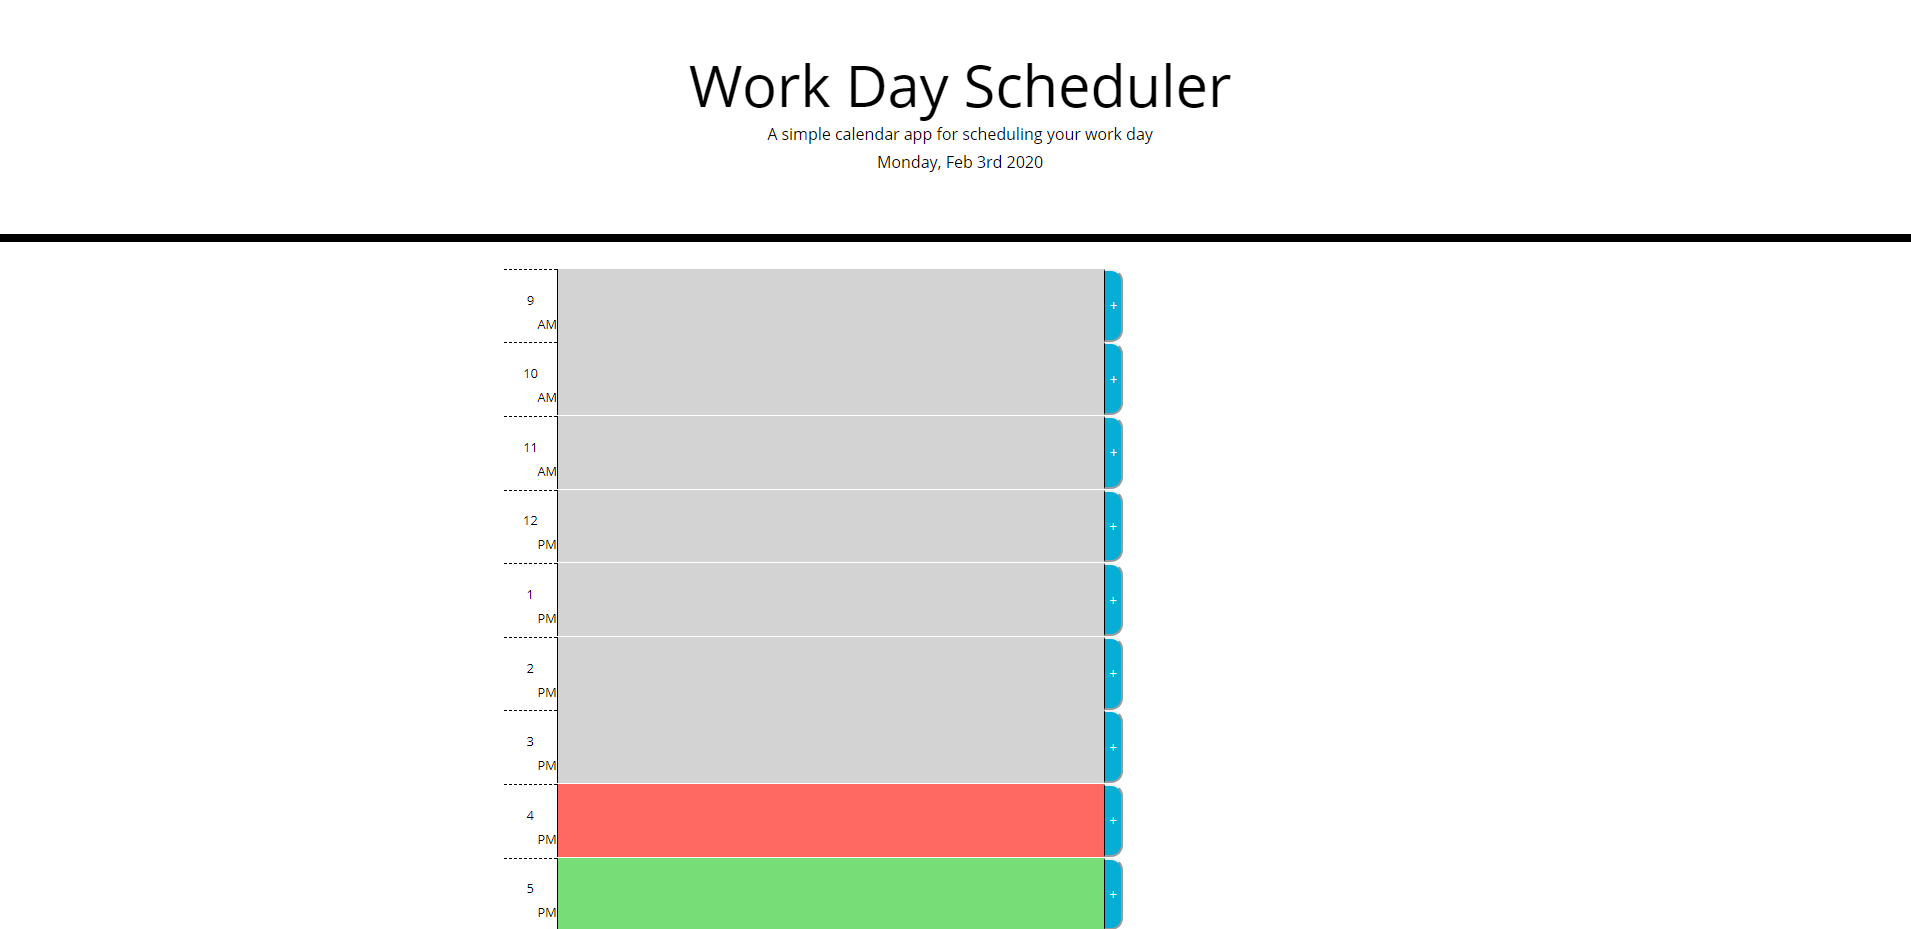 Work Day Scheduler
A simple calendar app for scheduling your work day
Monday, Feb 3rd 2020
9
+
AM
10
+
AM
11
+
AM
12
+
PM
1
+
PM
2
+
PM
3
+
PM
4
+
PM
5
+
PM